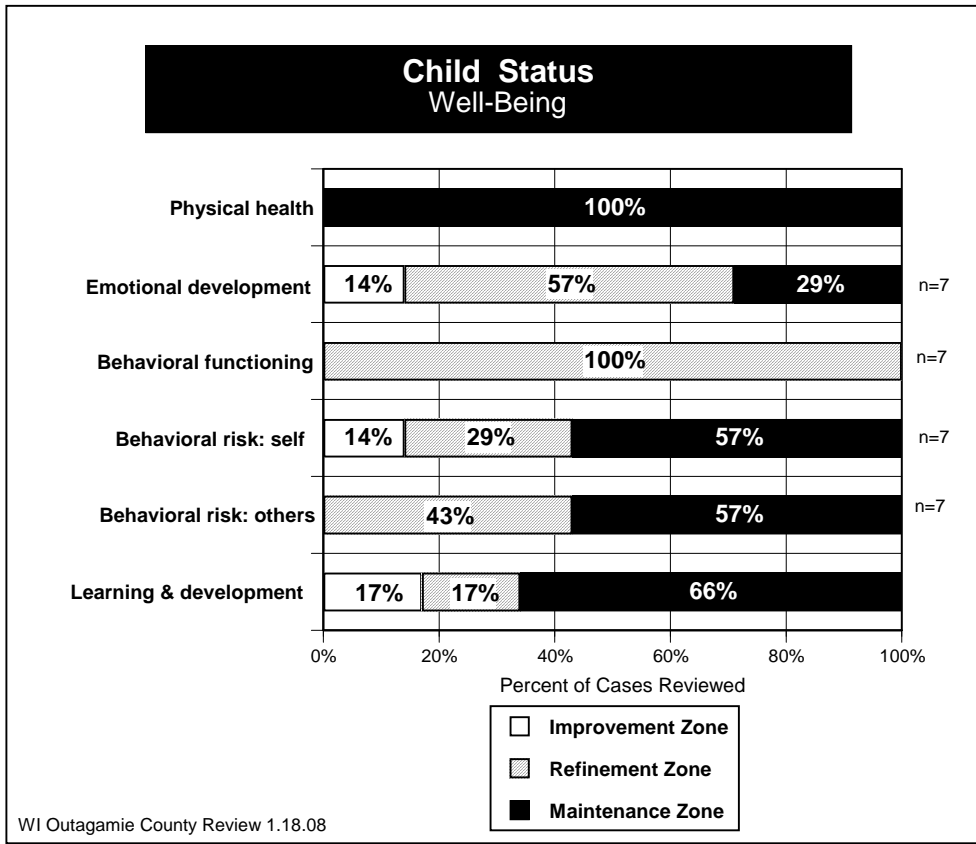 Child Status
Well-Being
Physical health
100%
Emotional development
14%
57%
29%
n=7
Behavioral functioning
100%
n=7
Behavioral risk: self
14%
29%
57%
n=7
Behavioral risk: others
43%
57%
n=7
Learning & development
17%
17%
66%
0%
20%
40%
60%
80%
100%
Percent of Cases Reviewed
Improvement Zone
Refinement Zone
Maintenance Zone
WI Outagamie County Review 1.18.08